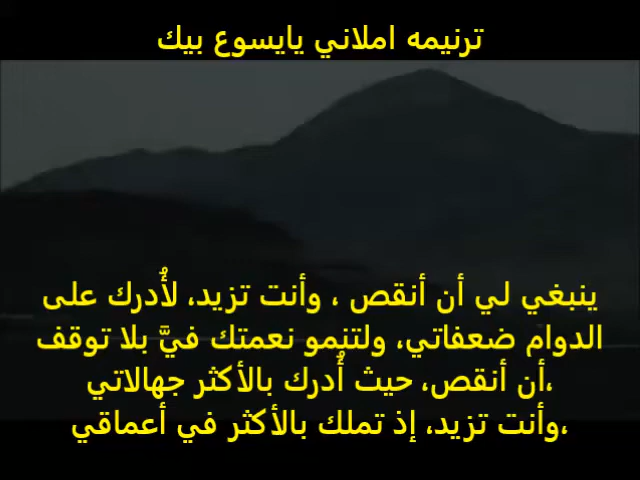 ترنيمه املاني يايسوع بيك
ينبغي لي أن أنقص ، وأنت تزيد، لأُدرك على
الدوام ضعفاتي، ولتنمو نعمتك فيَّ بلا توقف
،أن أنقص، حيث أُدرك بالأكثر جهالاتي
،وأنت تزيد، إذ تملك بالأكثر في أعماقي